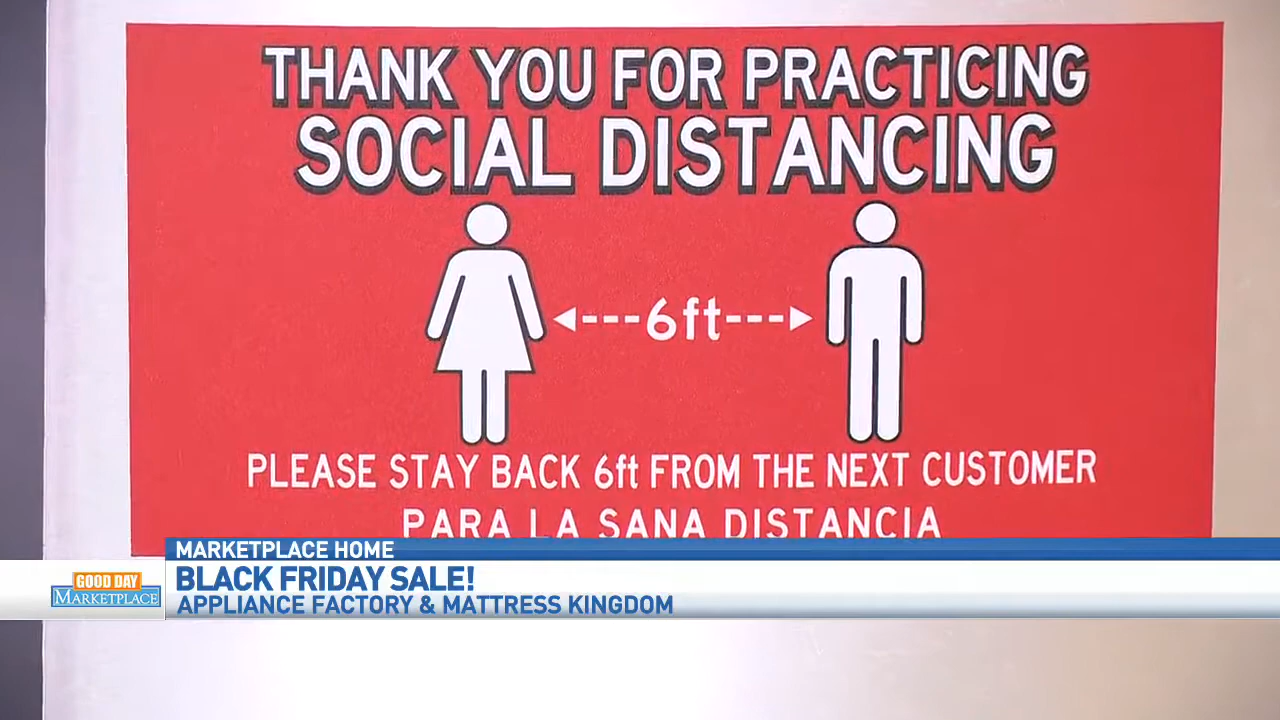 THANK YOU FOR PRACTICING
SOCIAL DISTANCING
6ft
PLEASE STAY BACK 6ft FROM THE NEXT CUSTOMER
PARA LA SANA DISTANCIA
MARKETPLACE HOME
GOOD DAY
MARKETPLACE
BLACK FRIDAY SALE!
APPLIANCE FACTORY & MATTRESS KINGDOM